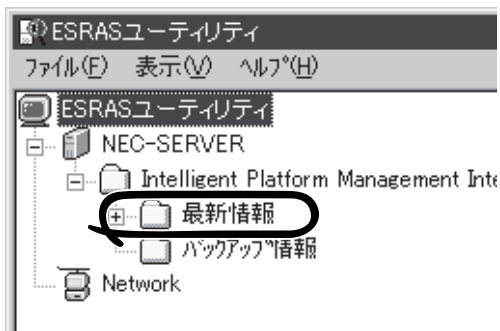 ESRASユーティリティ
ファイル(F) 表示(V) ヘルプ(H)
ESRASユーティリティ
NEC-SERVER
Intelligent Platform Management Inte
最新情報
バックアップ情報
Network